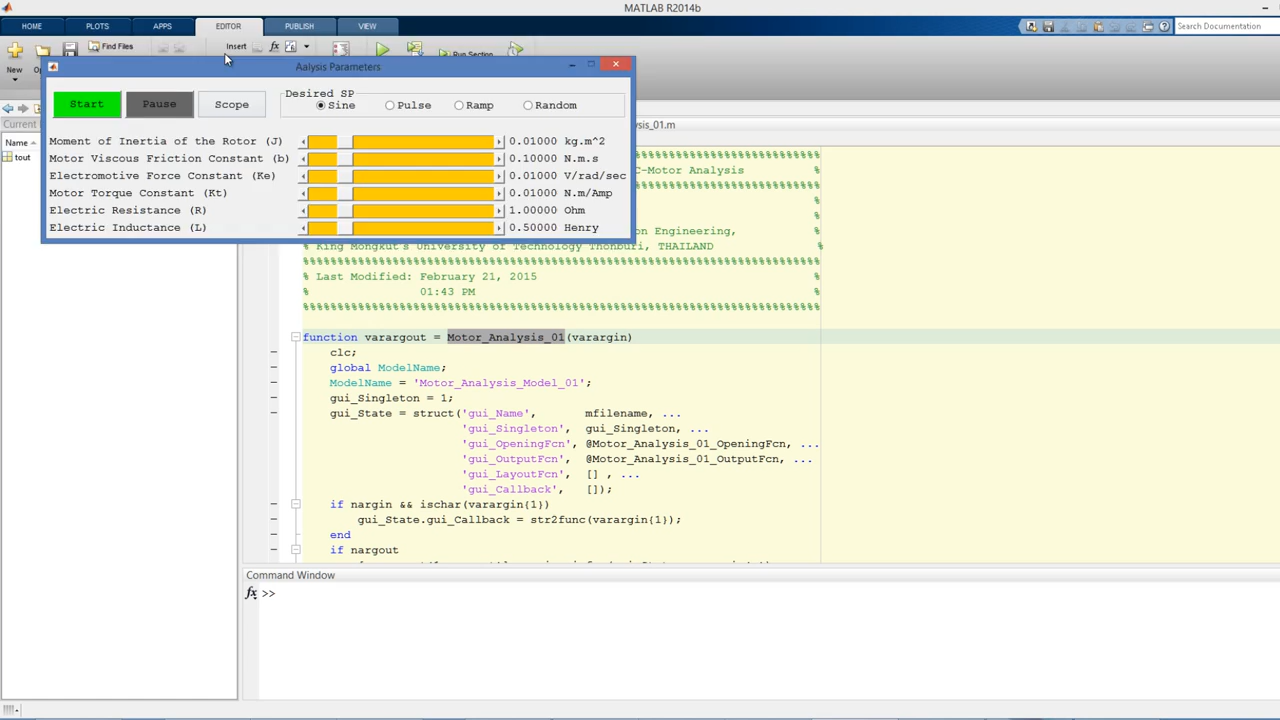 MATLAB R2014b
HOME PLOTS APPS EDITOR PUBLISH VIEW
Search Documentation
New Find Files Insert fx Run Section
Aalysis Parameters
Start Pause Scope
Desired SP
Sine Pulse Ramp Random
Moment of Inertia of the Rotor (J) 0.01000 kg.m^2
Motor Viscous Friction Constant (b) 0.10000 N.m.s
Electromotive Force Constant (Ke) 0.01000 V/rad/sec
Motor Torque Constant (Kt) 0.01000 N.m/Amp
Electric Resistance (R) 1.00000 Ohm
Electric Inductance (L) 0.50000 Henry
Name
tout
_01.m
%%%%%%%%%%%%%%%%%%%%%%%%%%%
C-Motor Analysis %
%%%%%%%%%%%%%%%%%%%%%%%%%%%
%
%
on Engineering, %
% King Mongkut's University of Technology Thonburi, THAILAND %
%%%%%%%%%%%%%%%%%%%%%%%%%%%%%%%%%%%%%%%%%%%%%%%%%%%%%%%%%%%%%%%%%%%%%%%%%%%
% Last Modified: February 21, 2015 %
% 01:43 PM %
%%%%%%%%%%%%%%%%%%%%%%%%%%%%%%%%%%%%%%%%%%%%%%%%%%%%%%%%%%%%%%%%%%%%%%%%%%%
function varargout = Motor_Analysis_01(varargin)
clc;
global ModelName;
ModelName = 'Motor_Analysis_Model_01';
gui_Singleton = 1;
gui_State = struct('gui_Name', mfilename, ...
'gui_Singleton', gui_Singleton, ...
'gui_OpeningFcn', @Motor_Analysis_01_OpeningFcn, ...
'gui_OutputFcn', @Motor_Analysis_01_OutputFcn, ...
'gui_LayoutFcn', [] , ...
'gui_Callback', []);
if nargin && ischar(varargin{1})
gui_State.gui_Callback = str2func(varargin{1});
end
if nargout
Command Window
fx >>